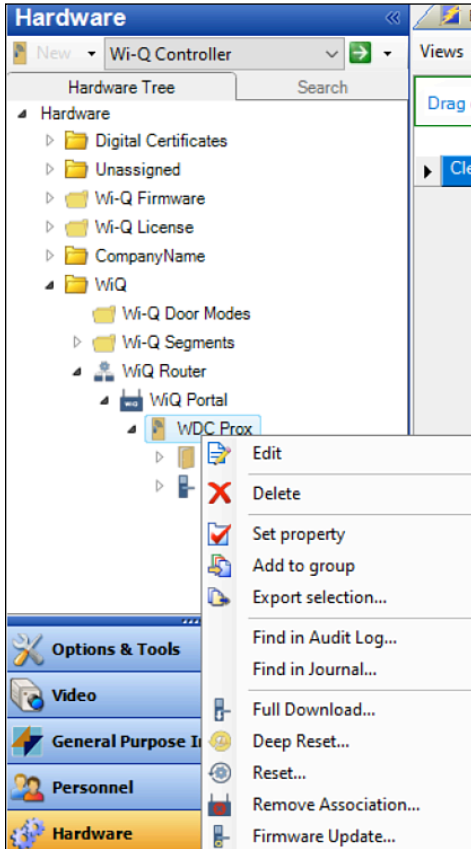 Hardware
New
Wi-Q Controller
Views
Hardware Tree
Search
Drag
Hardware
Digital Certificates
Unassigned
Cle
Wi-Q Firmware
Wi-Q License
CompanyName
WiQ
Wi-Q Door Modes
Wi-Q Segments
WiQ Router
WiQ Portal
WDC Prox
Edit
Delete
Set property
Add to group
Export selection...
Find in Audit Log...
Find in Journal...
Full Download...
Deep Reset...
Reset...
Remove Association...
Firmware Update...
Options & Tools
Video
General Purpose I
Personnel
Hardware